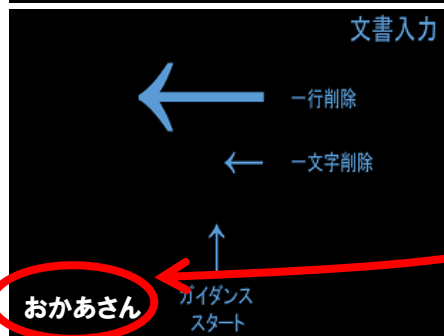 文書入力
一行削除
一文字削除
ガイダンス
スタート
おかあさん